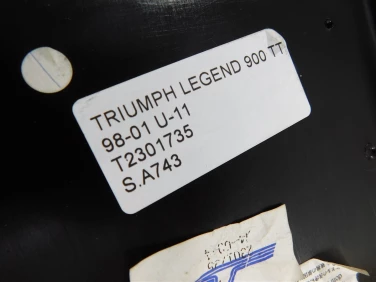 TRIUMPH LEGEND 900 TT
98-01 U-11
T2301735
S.A743